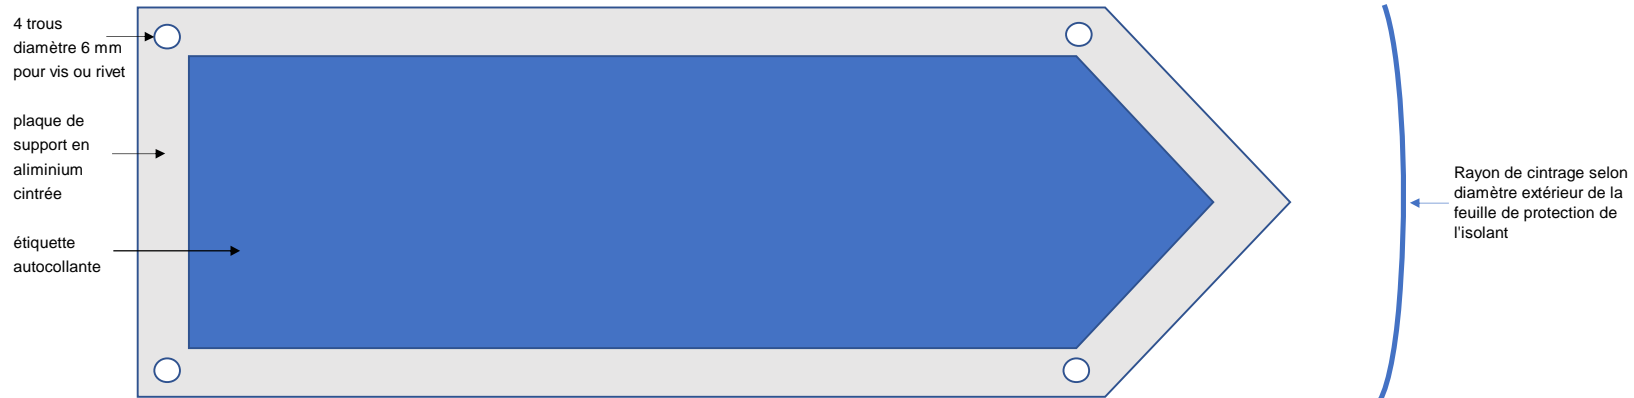 4 trous
diamètre 6 mm
pour vis ou rivet
plaque de
support en
aliminium
cintrée
étiquette
autocollante
Rayon de cintrage selon
diamètre extérieur de la
feuille de protection de
l'isolant